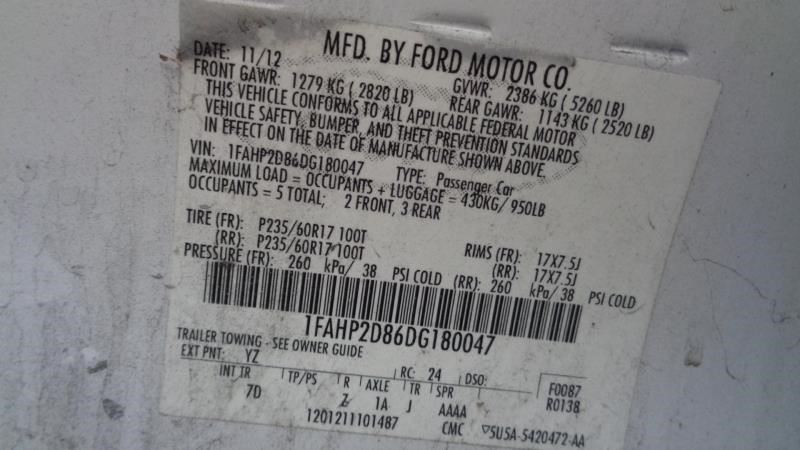 MFD. BY FORD MOTOR CO.
DATE: 11/12 GVWR: 2386 KG ( 5260 LB)
FRONT GAWR: 1279 KG ( 2820 LB) REAR GAWR: 1143 KG ( 2520 LB)
THIS VEHICLE CONFORMS TO ALL APPLICABLE FEDERAL MOTOR
VEHICLE SAFETY, BUMPER, AND THEFT PREVENTION STANDARDS
IN EFFECT ON THE DATE OF MANUFACTURE SHOWN ABOVE.
VIN: 1FAHP2D86DG180047 TYPE: Passenger Car
MAXIMUM LOAD = OCCUPANTS + LUGGAGE = 430KG/ 950LB
OCCUPANTS = 5 TOTAL; 2 FRONT, 3 REAR
TIRE (FR): P235/60R17 100T RIMS (FR): 17X7.5J
(RR): P235/60R17 100T (RR): 17X7.5J
PRESSURE (FR): 260 kPa/ 38 PSI COLD (RR): 260 kPa/ 38 PSI COLD
1FAHP2D86DG180047
TRAILER TOWING - SEE OWNER GUIDE
EXT PNT: YZ RC: 24 DSO: F0087
INT TR TP/PS R AXLE TR SPR R0138
7D Z 1A J AAAA
1201211101487 CMC 5U5A-5420472-AA